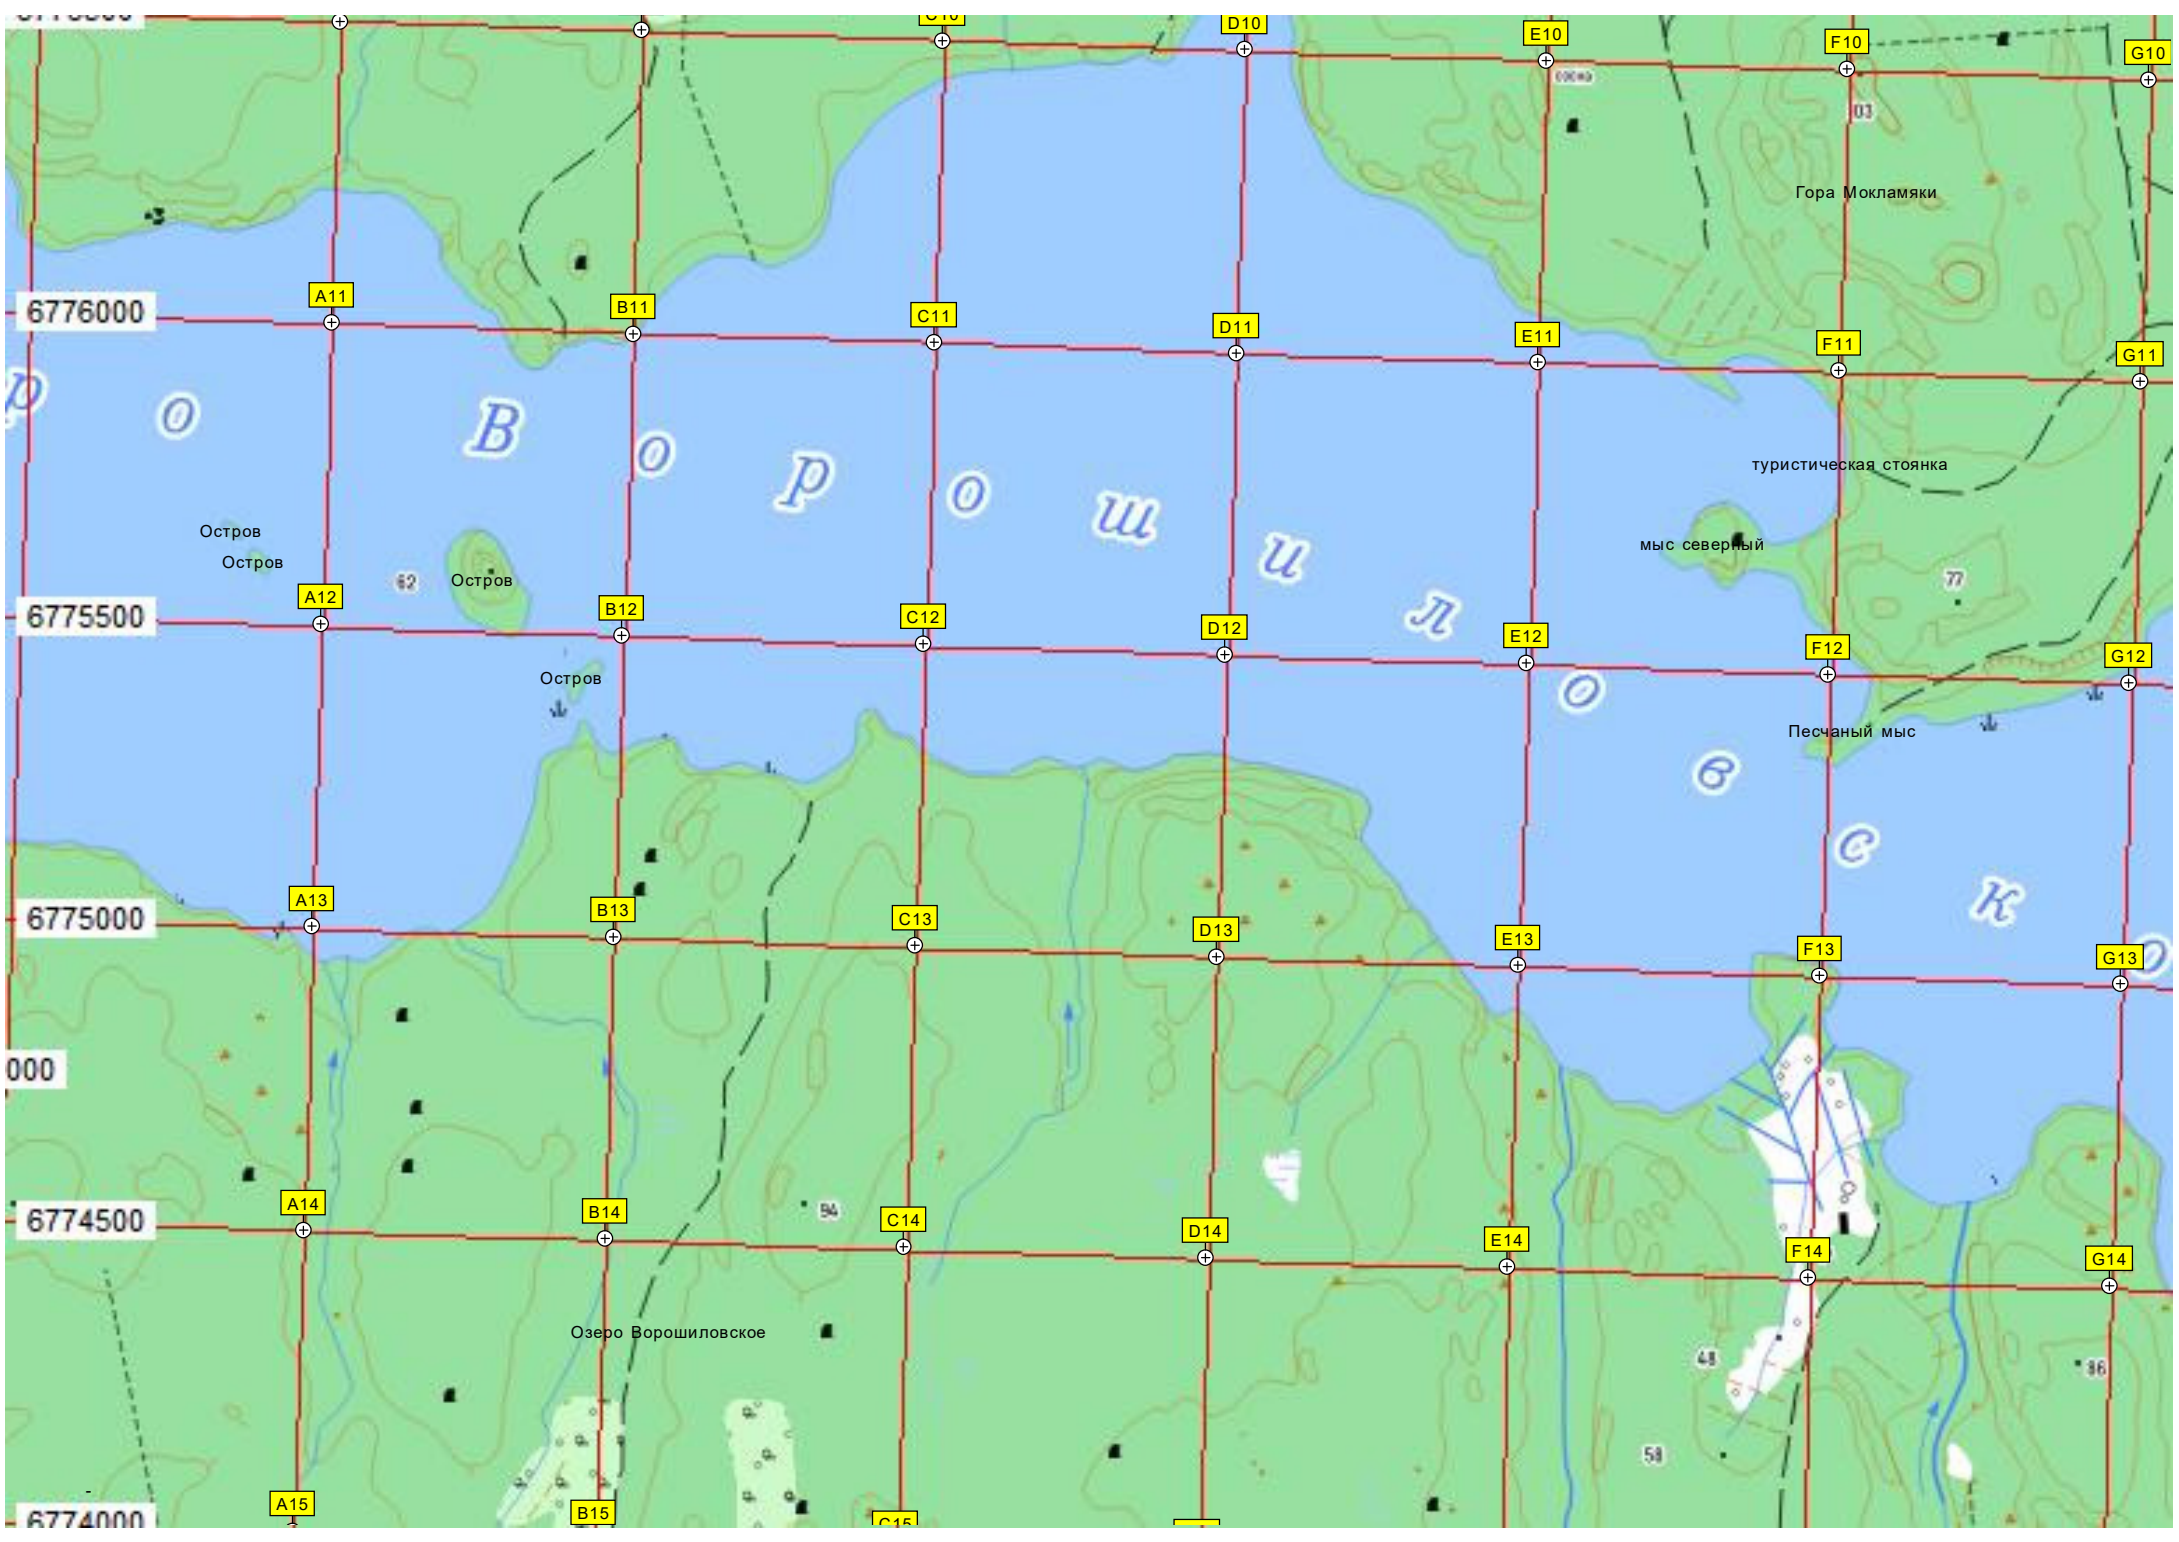 D10
E10
F10
G10
сосна
03
Гора Мокламяки
A11
B11
C11
D11
E11
F11
G11
6776000
р о В о р о ш и л о в с к о
туристическая стоянка
Остров
Остров
62
Остров
мыс северный
77
A12
B12
C12
D12
E12
F12
G12
6775500
Остров
Песчаный мыс
A13
B13
C13
D13
E13
F13
G13
6775000
000
A14
B14
C14
D14
E14
F14
G14
94
6774500
Озеро Ворошиловское
48
86
58
A15
B15
C15
6774000